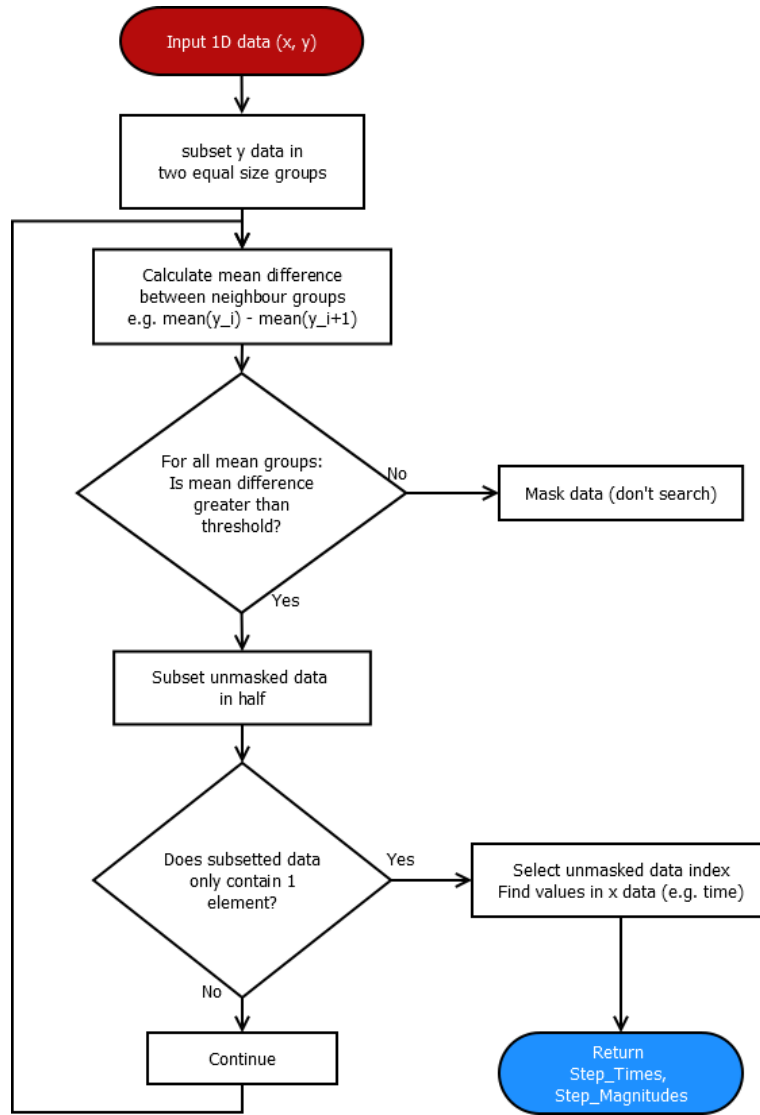 Input 1D data (x, y)
subset y data in
two equal size groups
Calculate mean difference
between neighbour groups
e.g. mean(y_i) - mean(y_i+1)
For all mean groups:
Is mean difference
greater than
threshold?
No
Mask data (don't search)
Yes
Subset unmasked data
in half
Does subsetted data
only contain 1
element?
Yes
Select unmasked data index
Find values in x data (e.g. time)
No
Continue
Return
Step_Times,
Step_Magnitudes